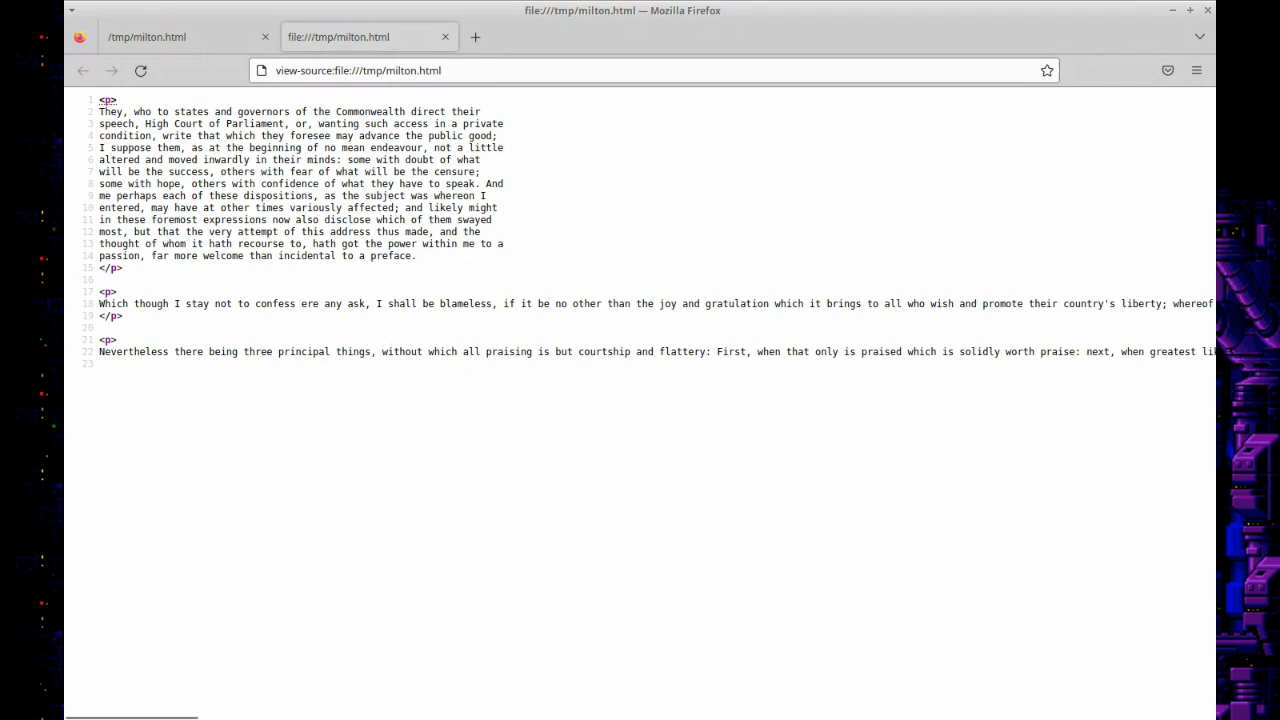 file:///tmp/milton.html — Mozilla Firefox
/tmp/milton.html
file:///tmp/milton.html
view-source:file:///tmp/milton.html
1 <p>
2 They, who to states and governors of the Commonwealth direct their
3 speech, High Court of Parliament, or, wanting such access in a private
4 condition, write that which they foresee may advance the public good;
5 I suppose them, as at the beginning of no mean endeavour, not a little
6 altered and moved inwardly in their minds: some with doubt of what
7 will be the success, others with fear of what will be the censure;
8 some with hope, others with confidence of what they have to speak. And
9 me perhaps each of these dispositions, as the subject was whereon I
10 entered, may have at other times variously affected; and likely might
11 in these foremost expressions now also disclose which of them swayed
12 most, but that the very attempt of this address thus made, and the
13 thought of whom it hath recourse to, hath got the power within me to a
14 passion, far more welcome than incidental to a preface.
15 </p>
16
17 <p>
18 Which though I stay not to confess ere any ask, I shall be blameless, if it be no other than the joy and gratulation which it brings to all who wish and promote their country's liberty; whereof
19 </p>
20
21 <p>
22 Nevertheless there being three principal things, without which all praising is but courtship and flattery: First, when that only is praised which is solidly worth praise: next, when greatest
23